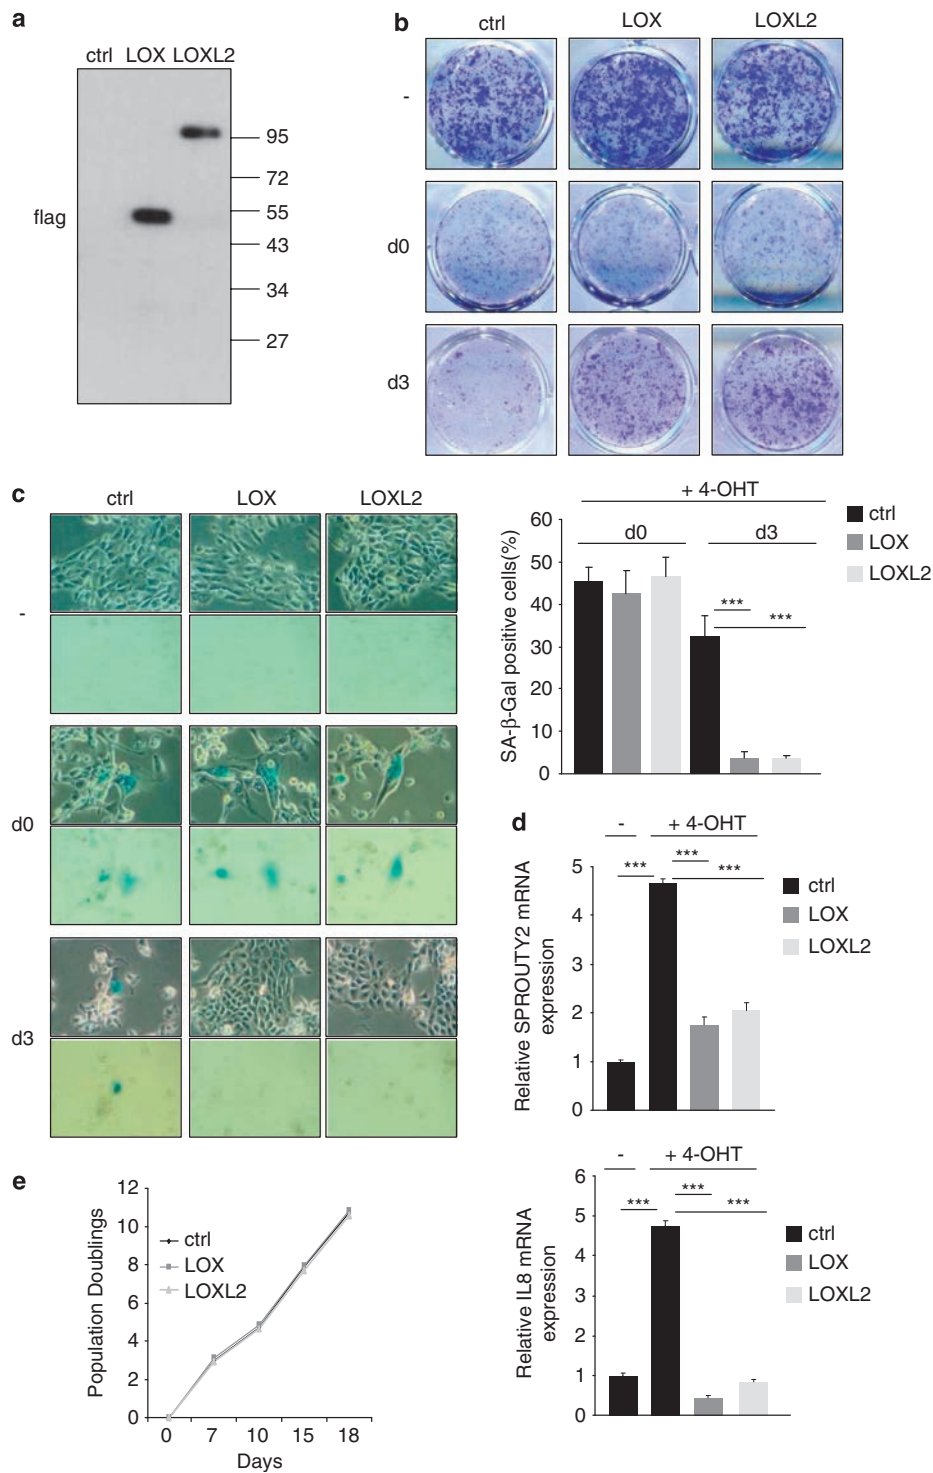 a
ctrl LOX LOXL2
flag
95
72
55
43
34
27
b
ctrl LOX LOXL2
-
d0
d3
c
ctrl LOX LOXL2
-
d0
d3
+ 4-OHT
d0 d3
SA-β-Gal positive cells(%)
60
50
40
30
20
10
0
***
***
ctrl
LOX
LOXL2
d
- + 4-OHT
Relative SPROUTY2 mRNA
expression
5
4
3
2
1
0
***
***
***
ctrl
LOX
LOXL2
- + 4-OHT
Relative IL8 mRNA
expression
6
5
4
3
2
1
0
***
***
***
ctrl
LOX
LOXL2
e
Population Doublings
12
10
8
6
4
2
0
ctrl
LOX
LOXL2
0 7 10 15 18
Days